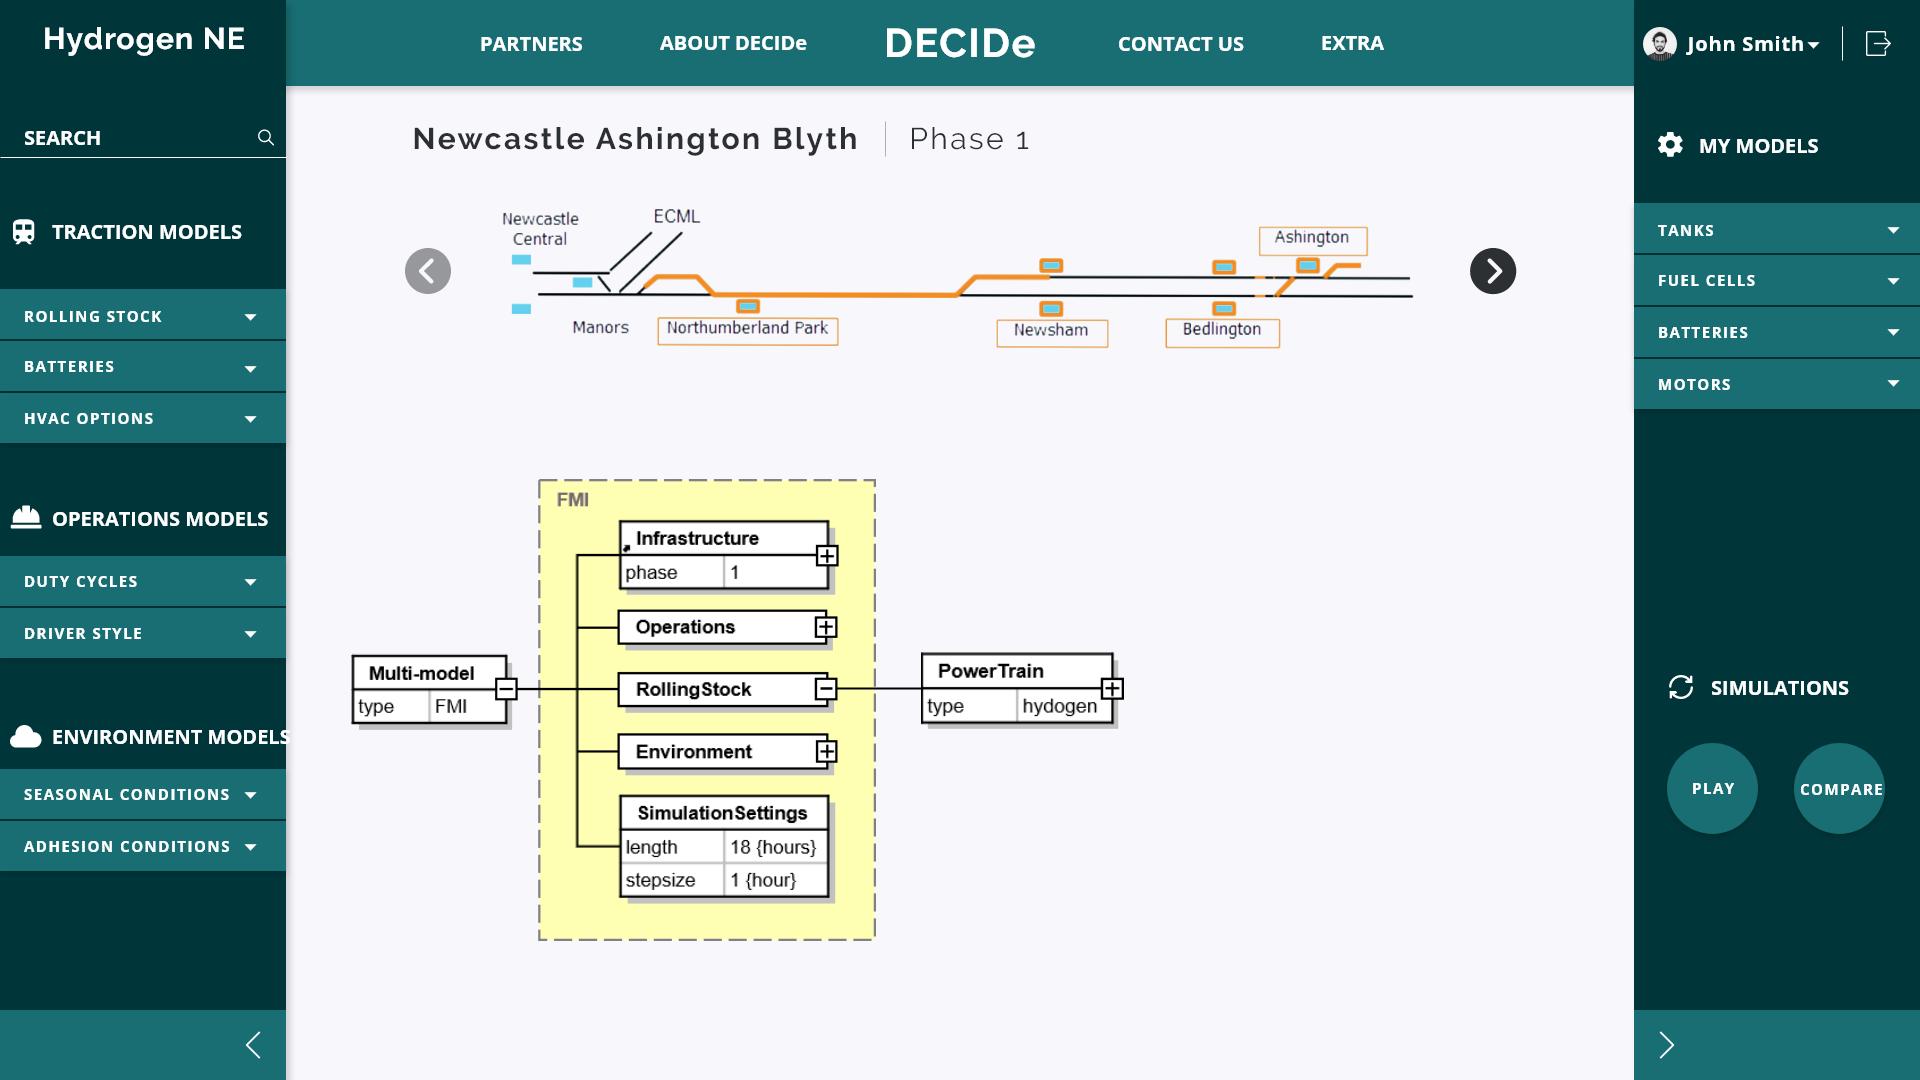 Hydrogen NE
PARTNERS
ABOUT DECIDe
DECIDe
CONTACT US
EXTRA
John Smith
SEARCH
TRACTION MODELS
ROLLING STOCK
BATTERIES
HVAC OPTIONS
OPERATIONS MODELS
DUTY CYCLES
DRIVER STYLE
ENVIRONMENT MODELS
SEASONAL CONDITIONS
ADHESION CONDITIONS
Newcastle Ashington Blyth
Phase 1
Newcastle
Central
ECML
Ashington
Manors
Northumberland Park
Newsham
Bedlington
FMI
Infrastructure
phase 1
Operations
Multi-model
type FMI
RollingStock
PowerTrain
type hydogen
Environment
SimulationSettings
length 18 {hours}
stepsize 1 {hour}
MY MODELS
TANKS
FUEL CELLS
BATTERIES
MOTORS
SIMULATIONS
PLAY
COMPARE